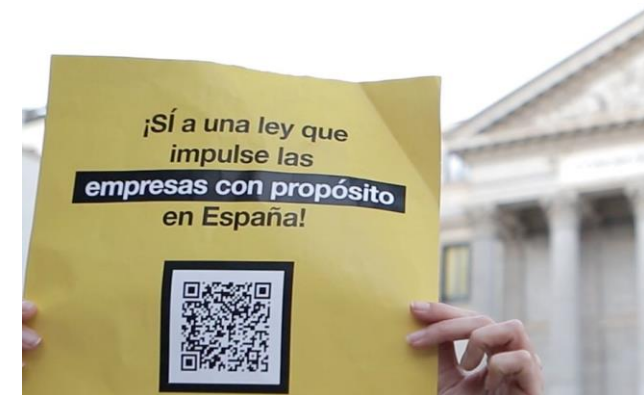 ¡SÍ a una ley que
impulse las
empresas con propósito
en España!